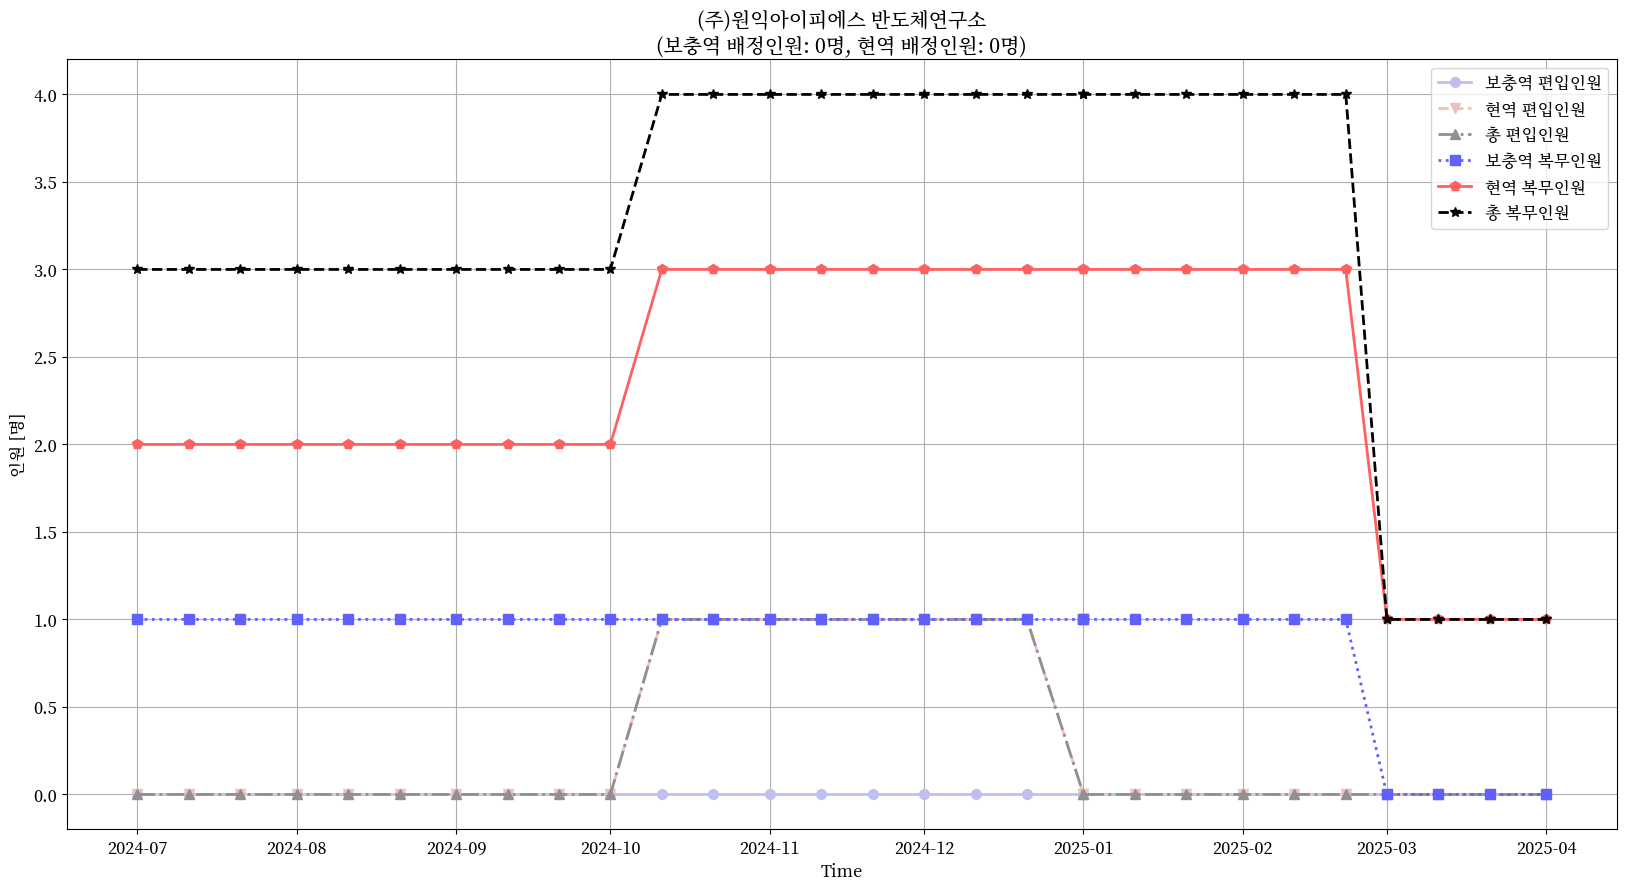 (주)원익아이피에스 반도체연구소
(보충역 배정인원: 0명, 현역 배정인원: 0명)
보충역 편입인원
현역 편입인원
총 편입인원
보충역 복무인원
현역 복무인원
총 복무인원
인원 [명]
4.0
3.5
3.0
2.5
2.0
1.5
1.0
0.5
0.0
2024-07 2024-08 2024-09 2024-10 2024-11 2024-12 2025-01 2025-02 2025-03 2025-04
Time